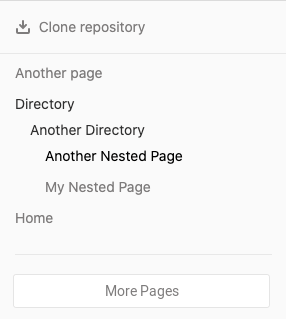 Clone repository
Another page
Directory
Another Directory
Another Nested Page
My Nested Page
Home
More Pages